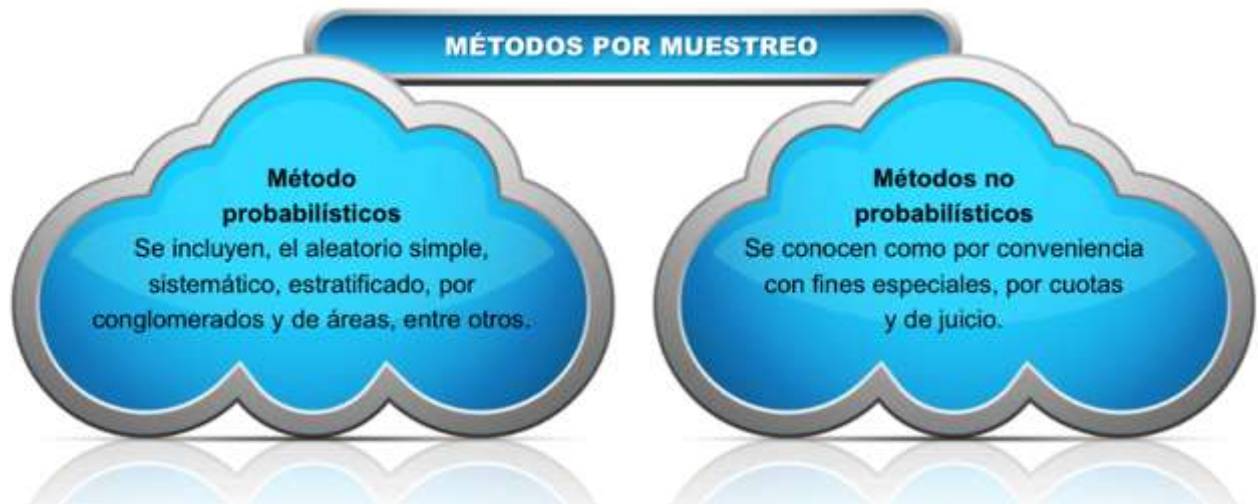 MÉTODOS POR MUESTREO
Método
probabilísticos
Se incluyen, el aleatorio simple,
sistemático, estratificado, por
conglomerados y de áreas, entre otros.
Métodos no
probabilísticos
Se conocen como por conveniencia
con fines especiales, por cuotas
y de juicio.